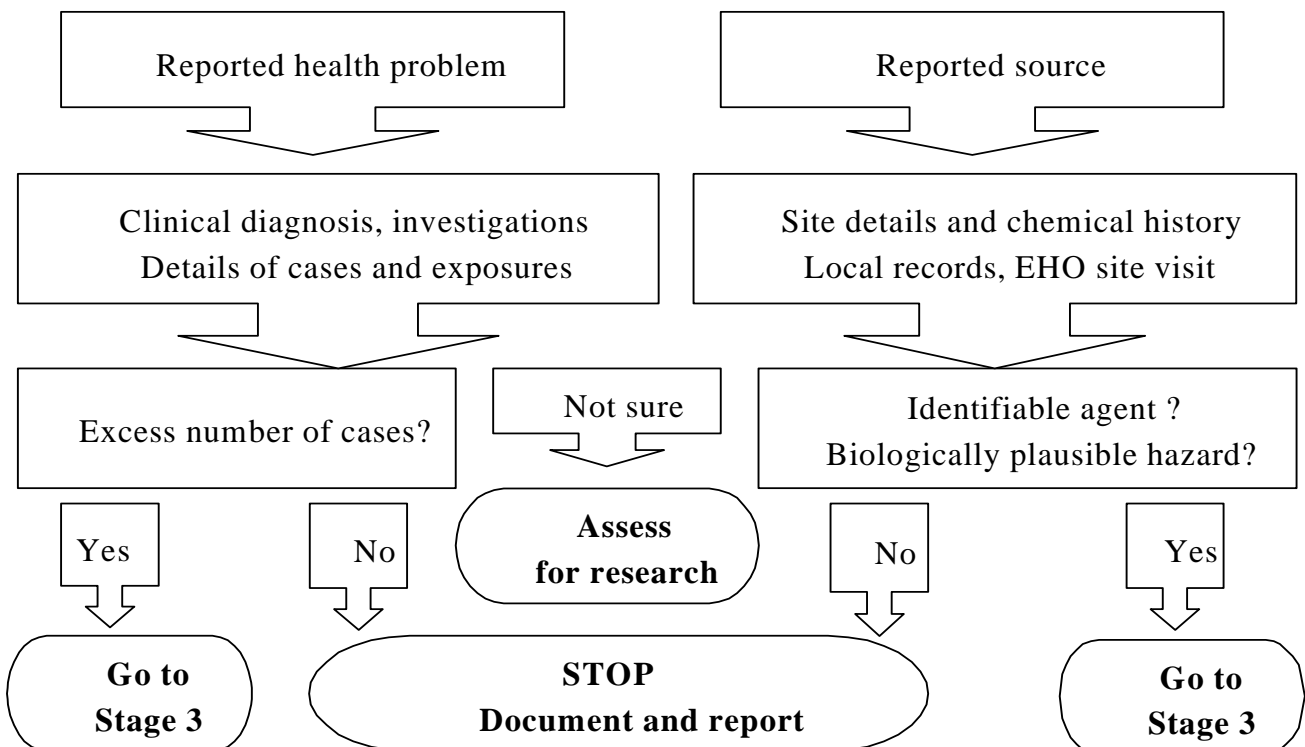 Reported health problem
Reported source
Clinical diagnosis, investigations
Details of cases and exposures
Site details and chemical history
Local records, EHO site visit
Excess number of cases?
Not sure
Identifiable agent ?
Biologically plausible hazard?
Yes
No
Assess
for research
No
Yes
Go to
Stage 3
STOP
Document and report
Go to
Stage 3